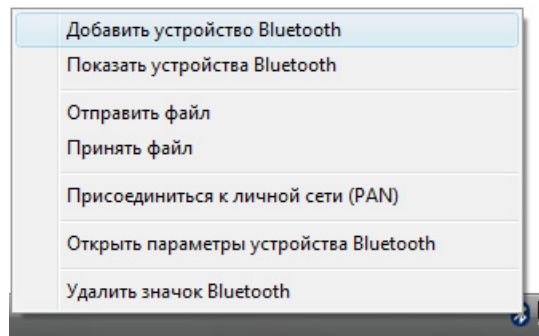 Добавить устройство Bluetooth
Показать устройства Bluetooth
Отправить файл
Принять файл
Присоединиться к личной сети (PAN)
Открыть параметры устройства Bluetooth
Удалить значок Bluetooth